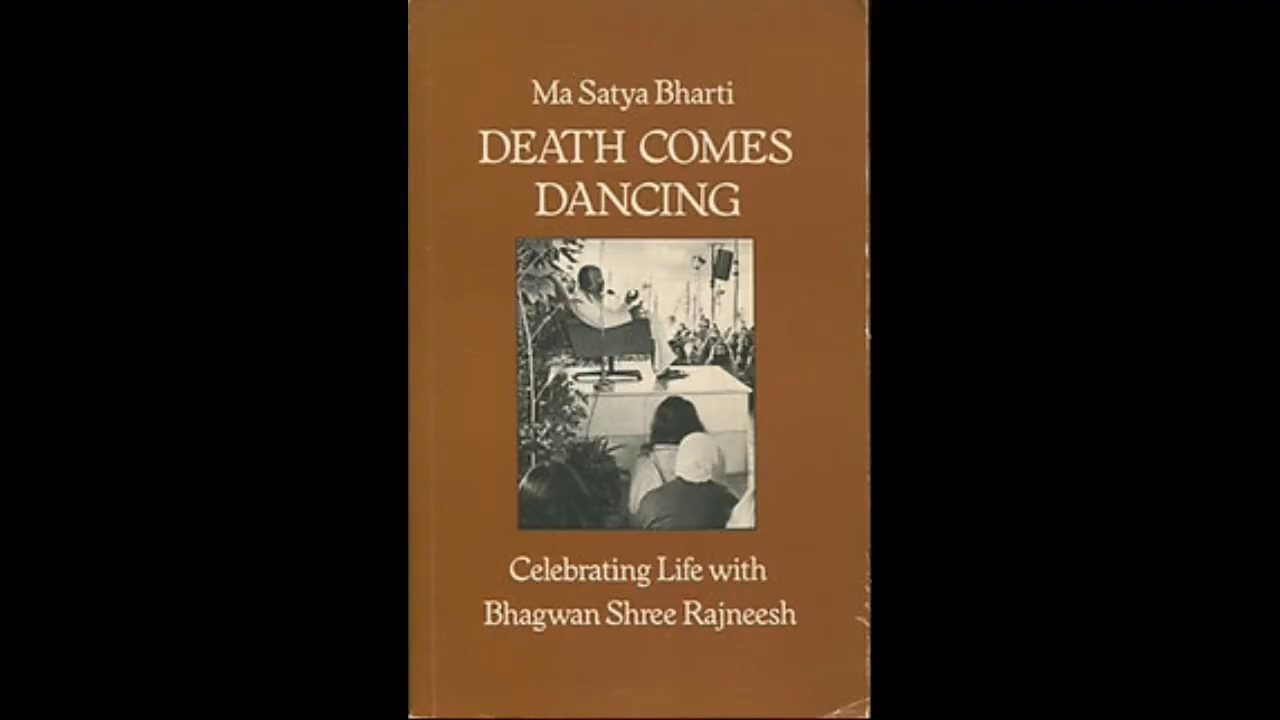 Ma Satya Bharti
DEATH COMES
DANCING
Celebrating Life with
Bhagwan Shree Rajneesh